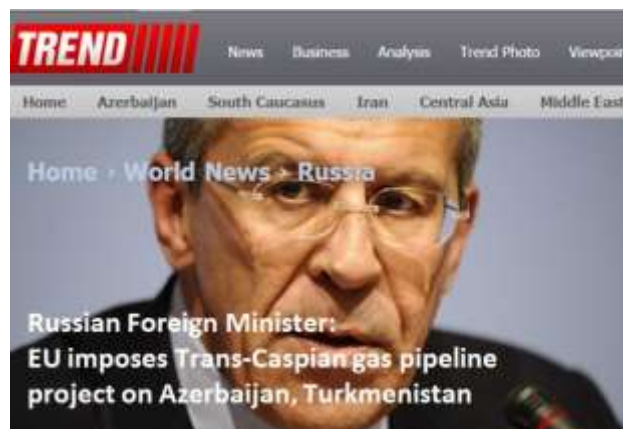 TREND News Business Analysis Trend Photo
Home Azerbaijan South Caucasus Iran Central Asia Middle East
Home › World News › Russia
Russian Foreign Minister:
EU imposes Trans-Caspian gas pipeline
project on Azerbaijan, Turkmenistan